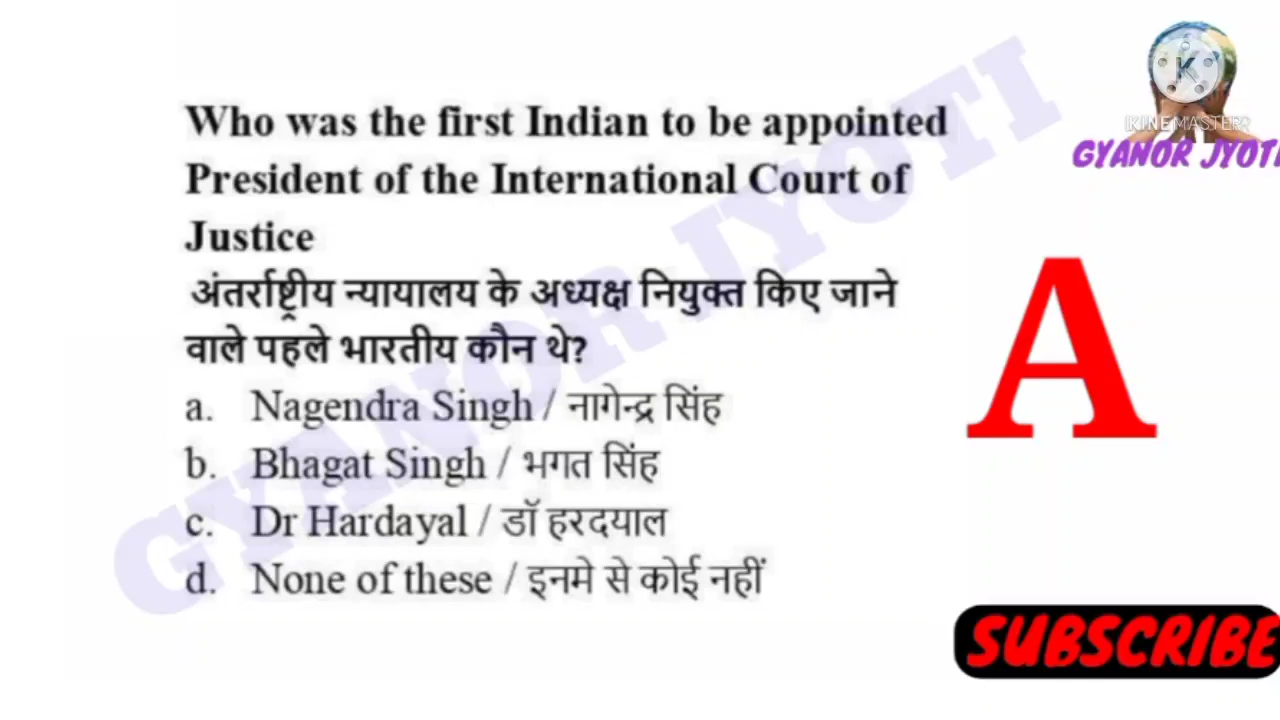 Who was the first Indian to be appointed
President of the International Court of
Justice
अंतर्राष्ट्रीय न्यायालय के अध्यक्ष नियुक्त किए जाने
वाले पहले भारतीय कौन थे?
a. Nagendra Singh / नागेन्द्र सिंह
b. Bhagat Singh / भगत सिंह
c. Dr Hardayal / डॉ हरदयाल
d. None of these / इनमे से कोई नहीं
A
GYANOR JYOTI
K
KINEMASTER
GYANOR JYOTI
SUBSCRIBE